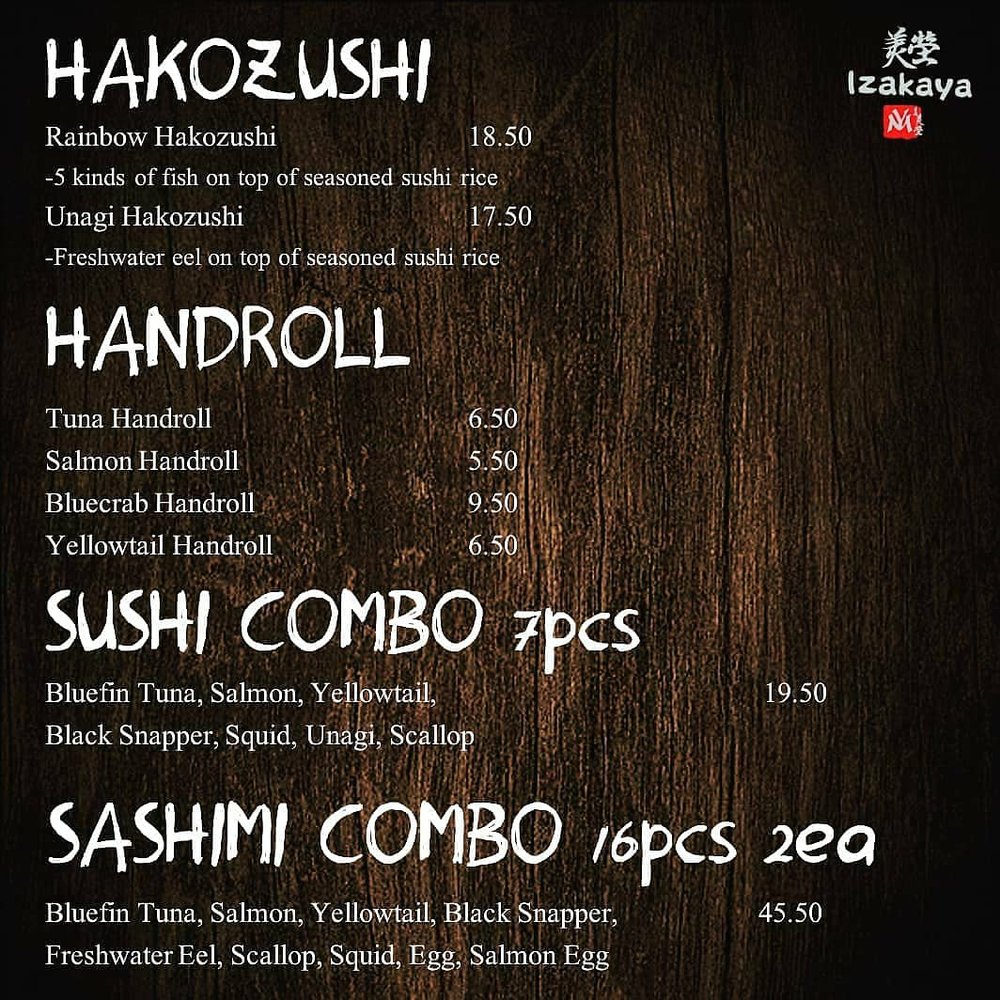 HAKOZUSHI
Rainbow Hakozushi 18.50
-5 kinds of fish on top of seasoned sushi rice
Unagi Hakozushi 17.50
-Freshwater eel on top of seasoned sushi rice
HANDROLL
Tuna Handroll 6.50
Salmon Handroll 5.50
Bluecrab Handroll 9.50
Yellowtail Handroll 6.50
SUSHI COMBO 7pcs
Bluefin Tuna, Salmon, Yellowtail, 19.50
Black Snapper, Squid, Unagi, Scallop
SASHIMI COMBO 16pcs 2ea
Bluefin Tuna, Salmon, Yellowtail, Black Snapper, 45.50
Freshwater Eel, Scallop, Squid, Egg, Salmon Egg
Izakaya